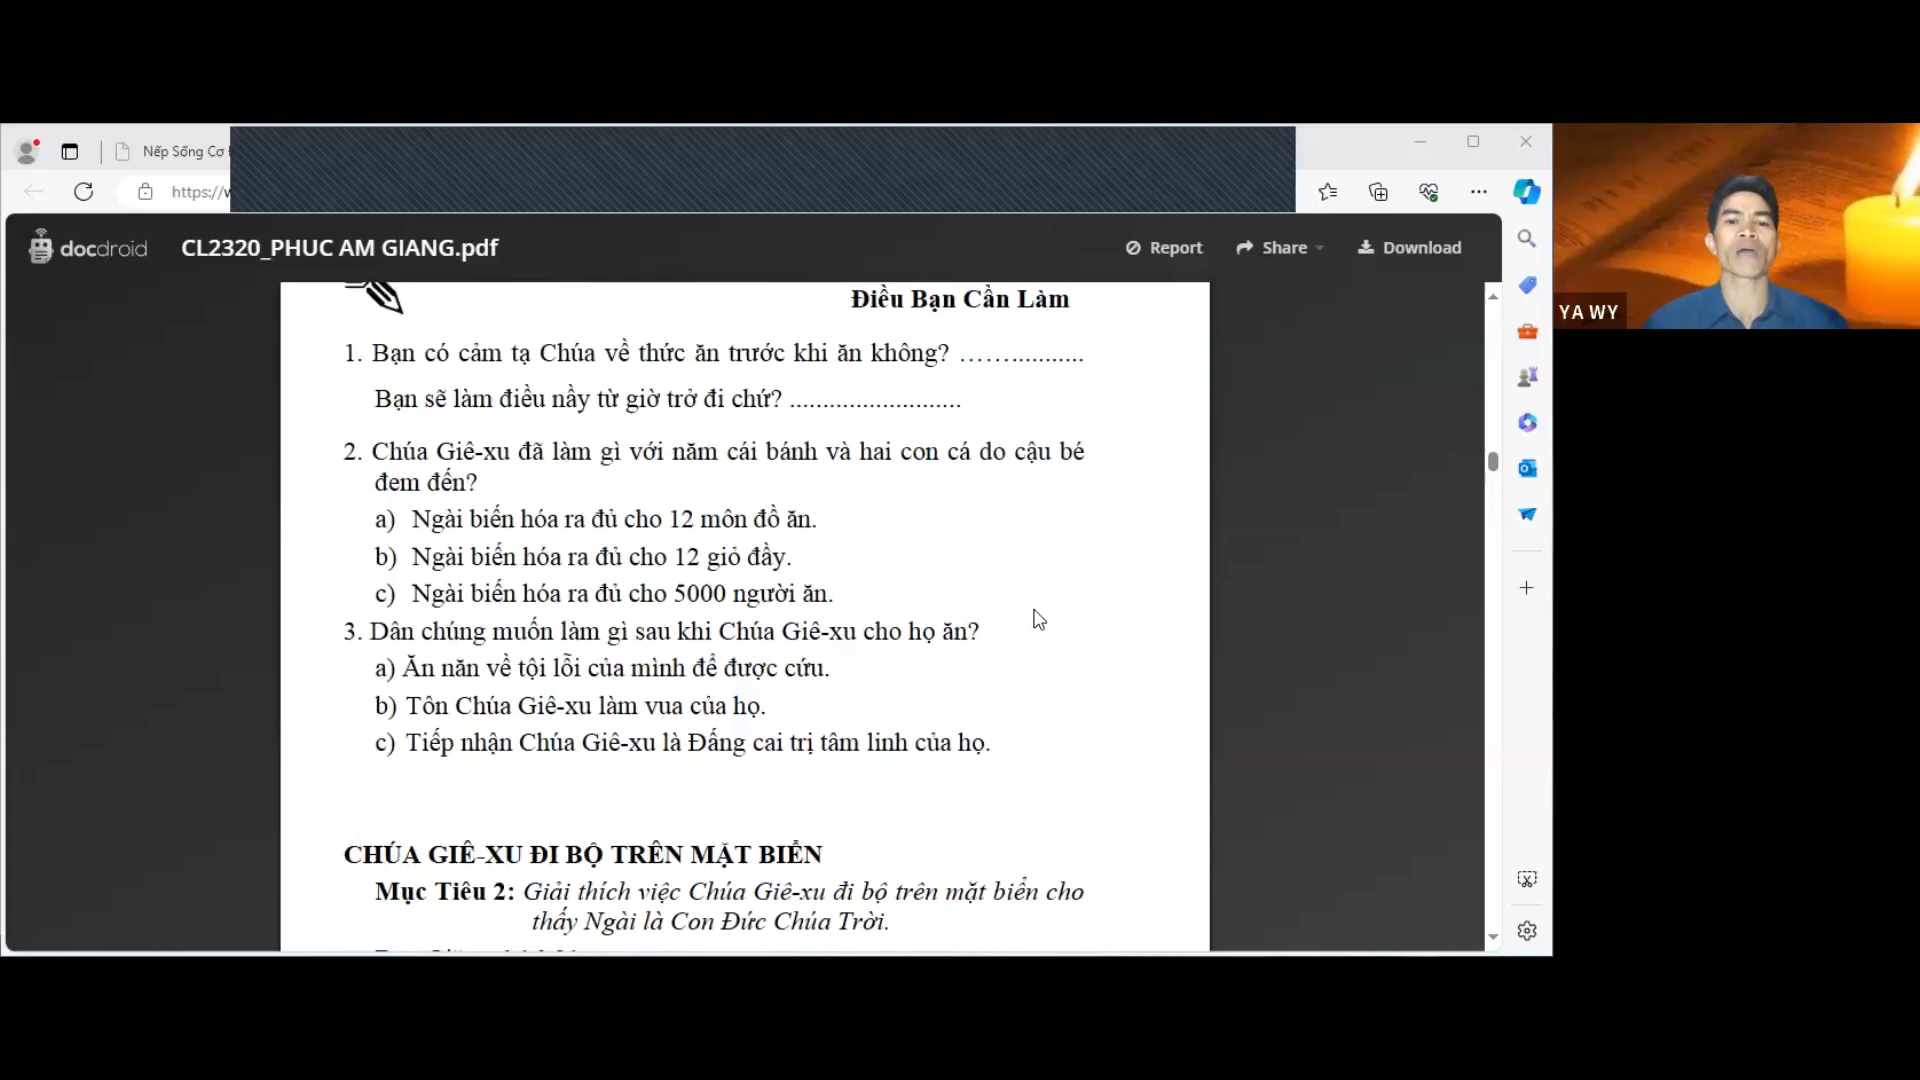 Nếp Sống Cơ
https://w
docdroid
CL2320_PHUC AM GIANG.pdf
Report
Share
Download
Điều Bạn Cần Làm
1. Bạn có cảm tạ Chúa về thức ăn trước khi ăn không? .................
Bạn sẽ làm điều nầy từ giờ trở đi chứ? ..........................
2. Chúa Giê-xu đã làm gì với năm cái bánh và hai con cá do cậu bé
đem đến?
a) Ngài biến hóa ra đủ cho 12 môn đồ ăn.
b) Ngài biến hóa ra đủ cho 12 giỏ đầy.
c) Ngài biến hóa ra đủ cho 5000 người ăn.
3. Dân chúng muốn làm gì sau khi Chúa Giê-xu cho họ ăn?
a) Ăn năn về tội lỗi của mình để được cứu.
b) Tôn Chúa Giê-xu làm vua của họ.
c) Tiếp nhận Chúa Giê-xu là Đấng cai trị tâm linh của họ.
CHÚA GIÊ-XU ĐI BỘ TRÊN MẶT BIỂN
Mục Tiêu 2: Giải thích việc Chúa Giê-xu đi bộ trên mặt biển cho
thấy Ngài là Con Đức Chúa Trời.
YA WY